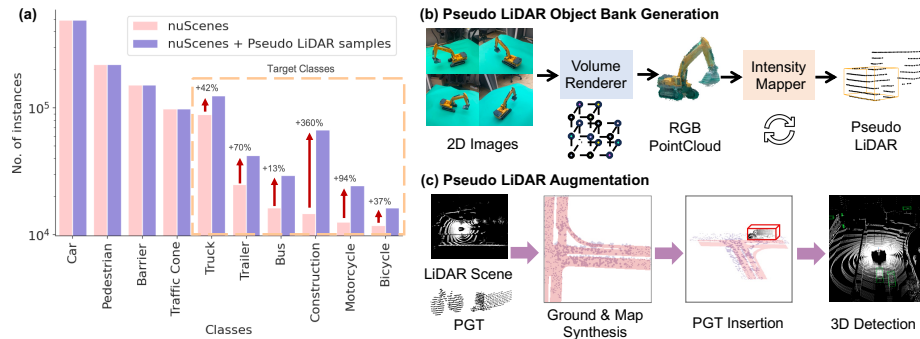 (a)
nuScenes
nuScenes + Pseudo LiDAR samples
Target Classes
No. of instances
10^5
10^4
+42%
+70%
+13%
+360%
+94%
+37%
Car
Pedestrian
Barrier
Traffic Cone
Truck
Trailer
Bus
Construction
Motorcycle
Bicycle
Classes
(b) Pseudo LiDAR Object Bank Generation
2D Images
Volume
Renderer
RGB
PointCloud
Intensity
Mapper
Pseudo
LiDAR
(c) Pseudo LiDAR Augmentation
LiDAR Scene
PGT
Ground & Map
Synthesis
PGT Insertion
3D Detection